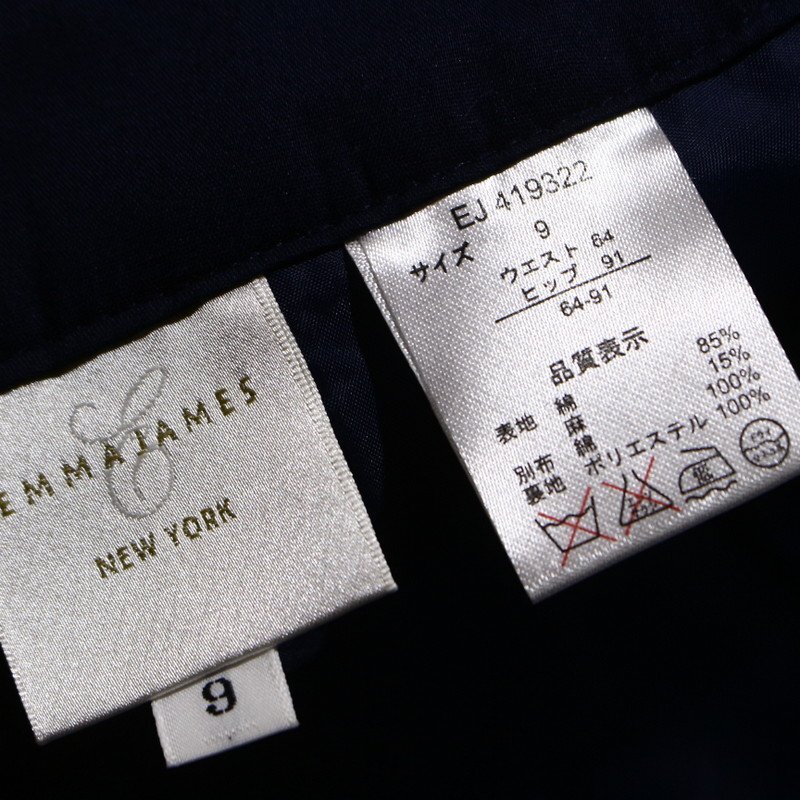 EMMAJAMES
NEW YORK
9
EJ 419322
サイズ 9
ウエスト 64
ヒップ 91
64-91
品質表示
表地 綿 85%
麻 15%
別布 綿 100%
裏地 ポリエステル 100%